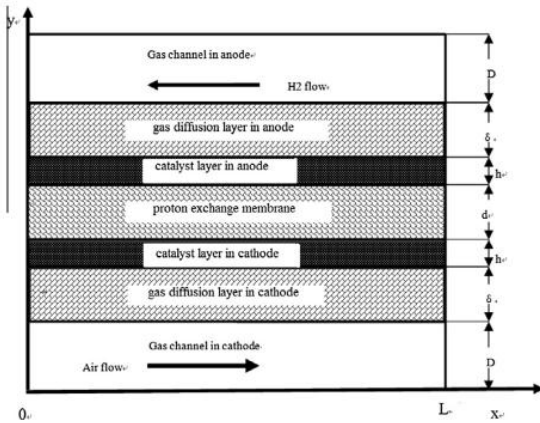 y
Gas channel in anode
H2 flow
D
gas diffusion layer in anode
δ
catalyst layer in anode
h
proton exchange membrane
d
catalyst layer in cathode
h
gas diffusion layer in cathode
δ
Gas channel in cathode
Air flow
D
0
L
x